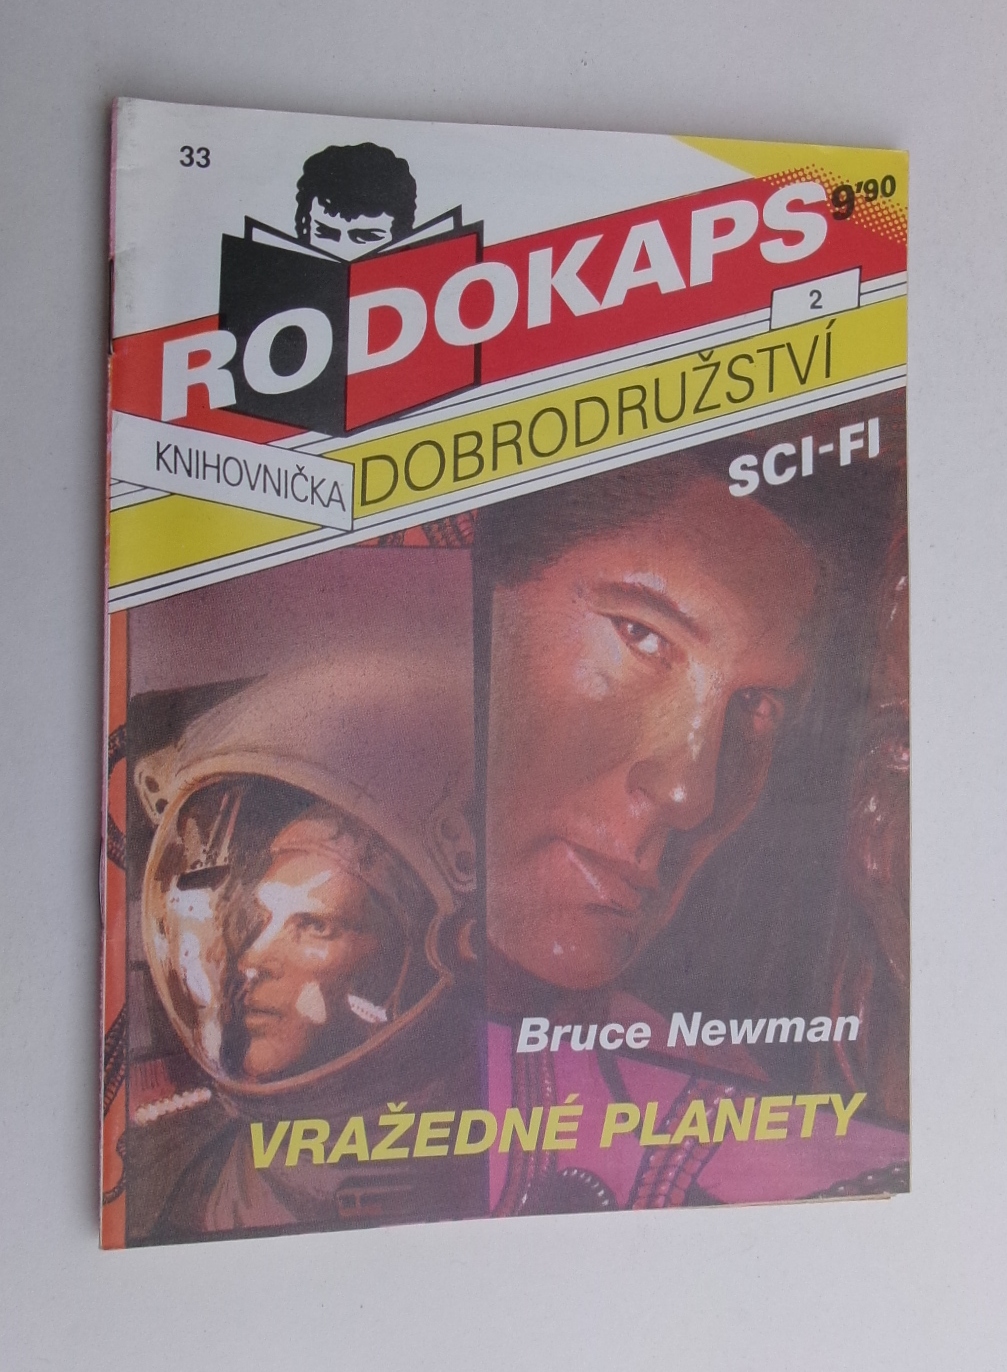 33
RODOKAPS
9'90
2
KNIHOVNIČKA
DOBRODRUŽSTVÍ
SCI-FI
Bruce Newman
VRAŽEDNÉ PLANETY